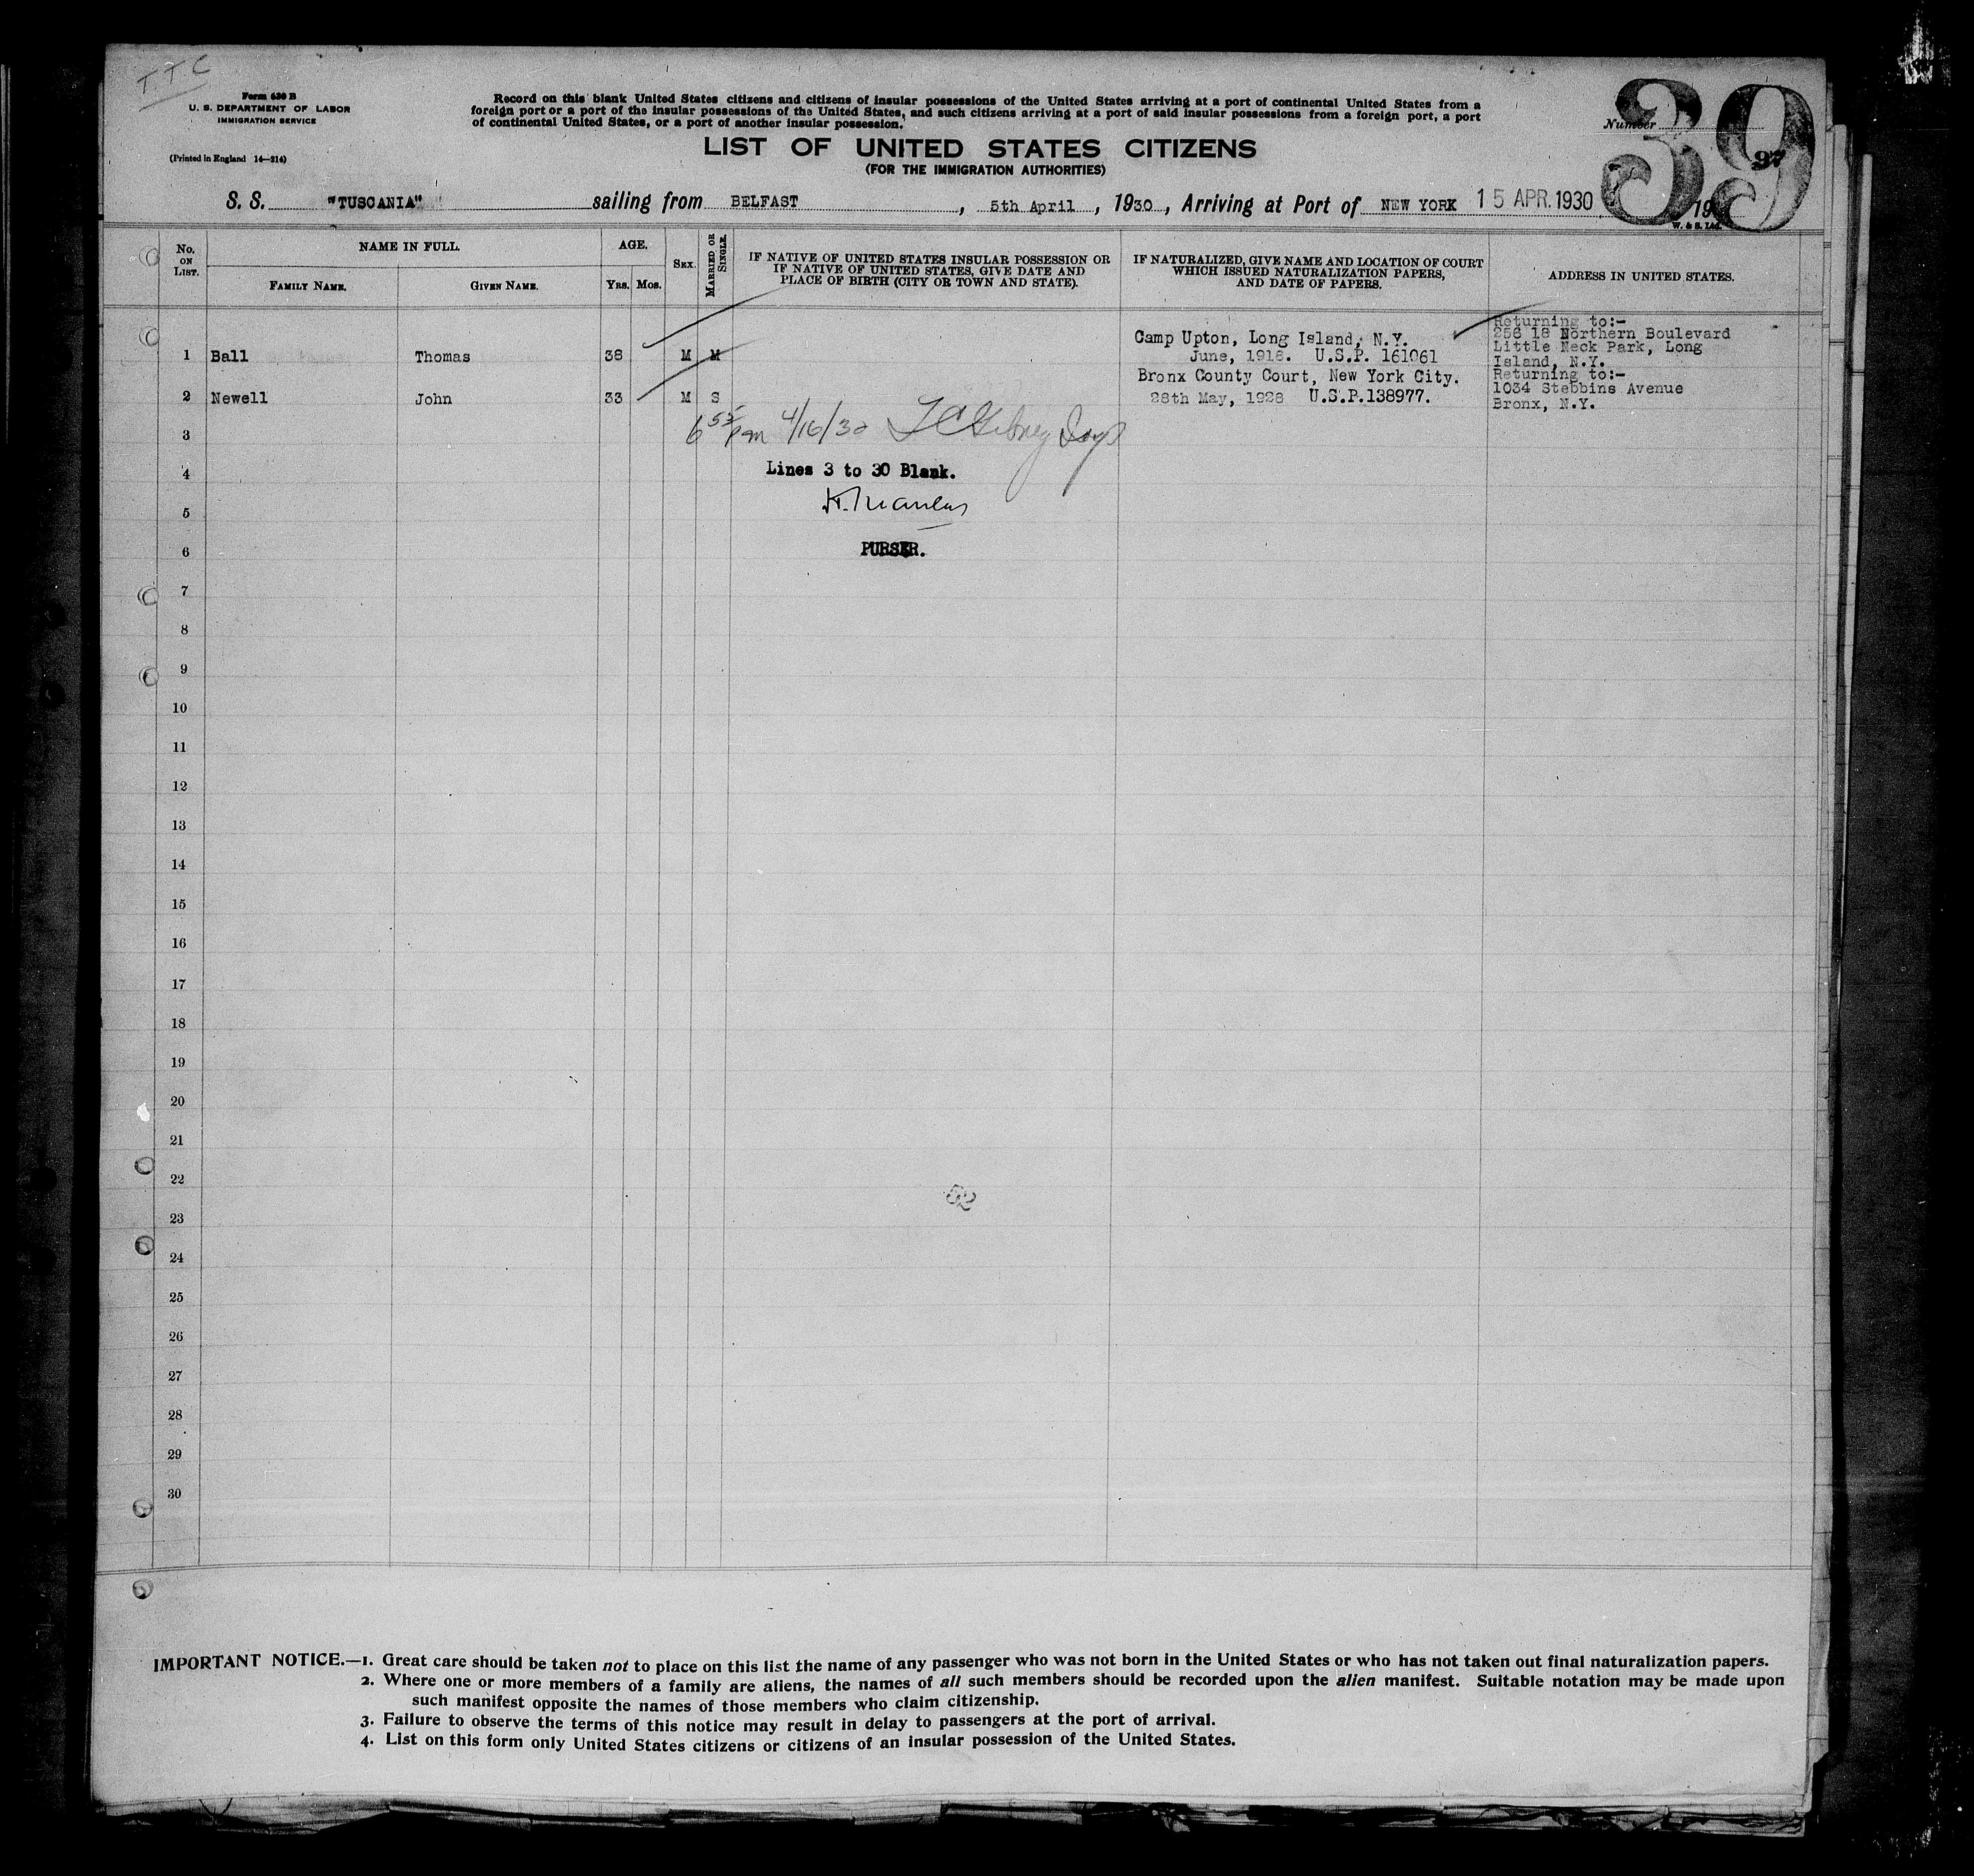 TTC
Form 630 B
U. S. DEPARTMENT OF LABOR
IMMIGRATION SERVICE
(Printed in England 14—214)
Record on this blank United States citizens and citizens of insular possessions of the United States arriving at a port of continental United States from a
foreign port or a port of the insular possessions of the United States, and such citizens arriving at a port of said insular possessions from a foreign port, a port
of continental United States, or a port of another insular possession.
Number
39
97
LIST OF UNITED STATES CITIZENS
(FOR THE IMMIGRATION AUTHORITIES)
S. S. "TUSCANIA" sailing from BELFAST, 5th April, 1930, Arriving at Port of NEW YORK 15 APR. 1930 19
W. & S. Ltd.
No. ON LIST.
NAME IN FULL.
FAMILY NAME.
GIVEN NAME.
AGE.
YRS. MOS.
SEX.
MARRIED OR SINGLE.
IF NATIVE OF UNITED STATES INSULAR POSSESSION OR
IF NATIVE OF UNITED STATES, GIVE DATE AND
PLACE OF BIRTH (CITY OR TOWN AND STATE).
IF NATURALIZED, GIVE NAME AND LOCATION OF COURT
WHICH ISSUED NATURALIZATION PAPERS,
AND DATE OF PAPERS.
ADDRESS IN UNITED STATES.
1 Ball Thomas 38 M M
Camp Upton, Long Island, N.Y.
June, 1918. U.S.P. 161061
Returning to:-
256 18 Northern Boulevard
Little Neck Park, Long
Island, N.Y.
2 Newell John 33 M S
Bronx County Court, New York City.
28th May, 1928 U.S.P.138977.
Returning to:-
1034 Stebbins Avenue
Bronx, N.Y.
3
6 55 pm 4/16/30
4
Lines 3 to 30 Blank.
5
6
PURSER.
7
8
9
10
11
12
13
14
15
16
17
18
19
20
21
22
23
24
25
26
27
28
29
30
IMPORTANT NOTICE.—1. Great care should be taken not to place on this list the name of any passenger who was not born in the United States or who has not taken out final naturalization papers.
2. Where one or more members of a family are aliens, the names of all such members should be recorded upon the alien manifest. Suitable notation may be made upon
such manifest opposite the names of those members who claim citizenship.
3. Failure to observe the terms of this notice may result in delay to passengers at the port of arrival.
4. List on this form only United States citizens or citizens of an insular possession of the United States.